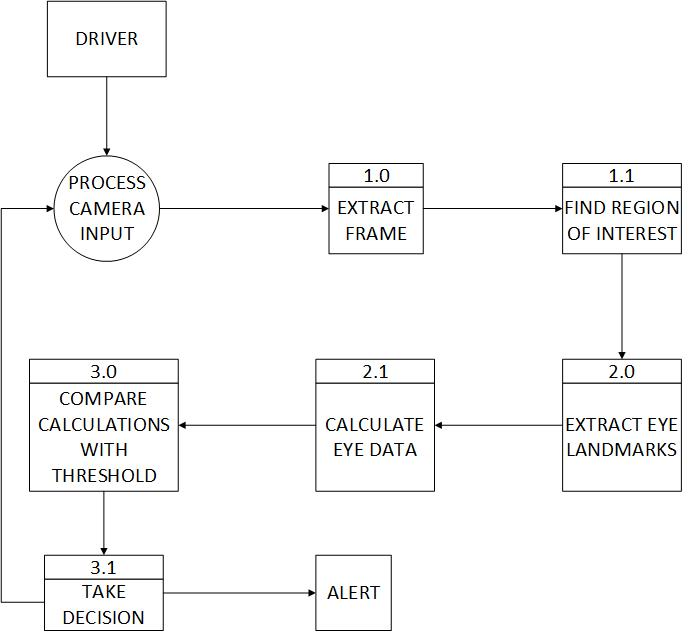 DRIVER
PROCESS
CAMERA
INPUT
1.0
EXTRACT
FRAME
1.1
FIND REGION
OF INTEREST
2.0
EXTRACT EYE
LANDMARKS
2.1
CALCULATE
EYE DATA
3.0
COMPARE
CALCULATIONS
WITH
THRESHOLD
3.1
TAKE
DECISION
ALERT